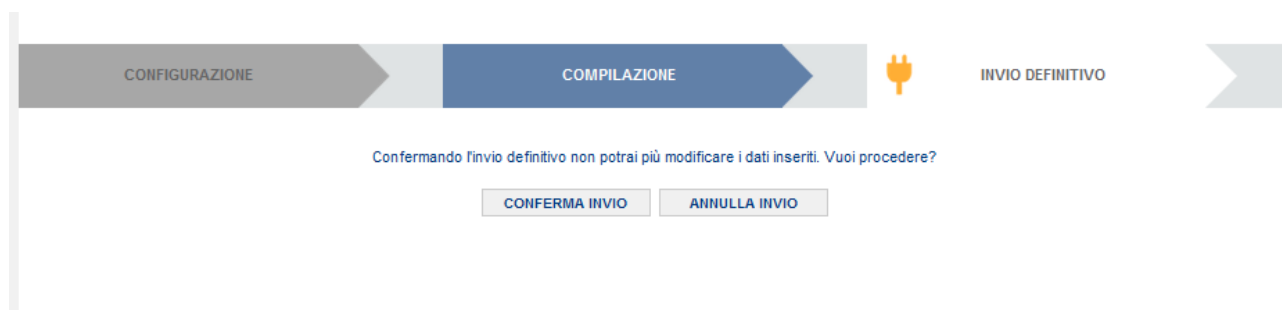 CONFIGURAZIONE
COMPILAZIONE
INVIO DEFINITIVO
Confermando l'invio definitivo non potrai più modificare i dati inseriti. Vuoi procedere?
CONFERMA INVIO
ANNULLA INVIO